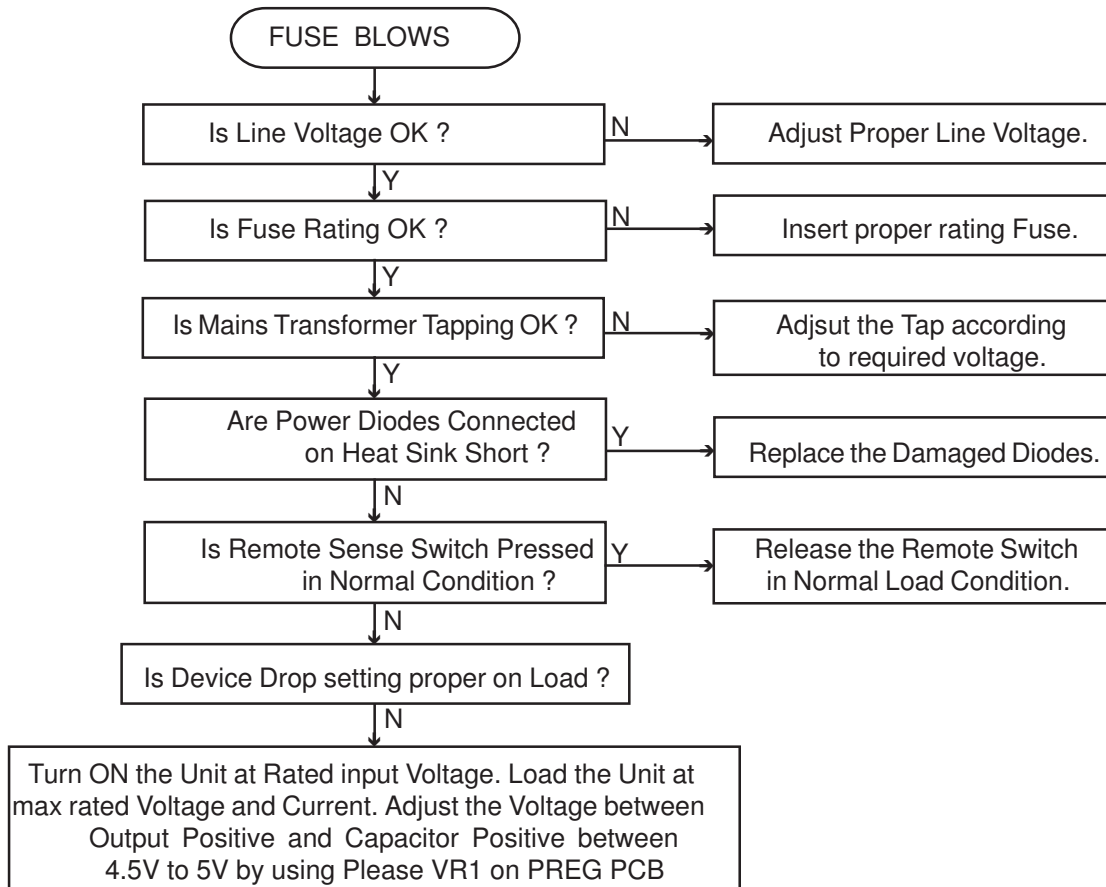 FUSE BLOWS
Is Line Voltage OK ?
N
Adjust Proper Line Voltage.
Y
Is Fuse Rating OK ?
N
Insert proper rating Fuse.
Y
Is Mains Transformer Tapping OK ?
N
Adjsut the Tap according
to required voltage.
Y
Are Power Diodes Connected
on Heat Sink Short ?
Y
Replace the Damaged Diodes.
N
Is Remote Sense Switch Pressed
in Normal Condition ?
Y
Release the Remote Switch
in Normal Load Condition.
N
Is Device Drop setting proper on Load ?
N
Turn ON the Unit at Rated input Voltage. Load the Unit at
max rated Voltage and Current. Adjust the Voltage between
Output Positive and Capacitor Positive between
4.5V to 5V by using Please VR1 on PREG PCB